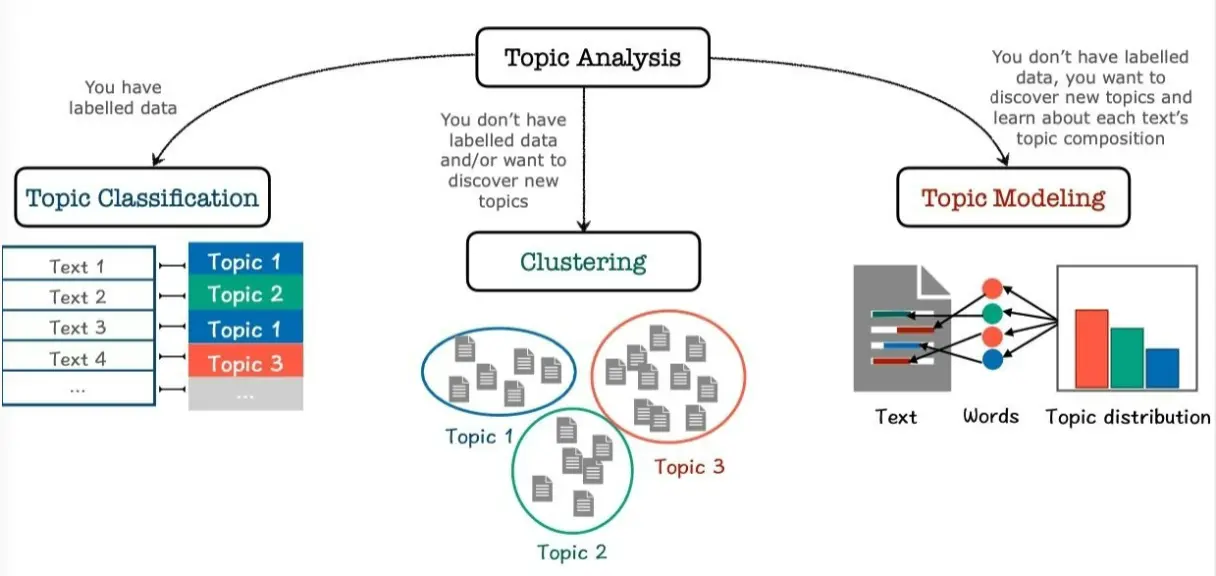 Topic Analysis
You have
labelled data
You don't have
labelled data
and/or want to
discover new
topics
You don't have labelled
data, you want to
discover new topics and
learn about each text's
topic composition
Topic Classification
Text 1
Topic 1
Text 2
Topic 2
Text 3
Topic 1
Text 4
Topic 3
...
...
Clustering
Topic 1
Topic 2
Topic 3
Topic Modeling
Text
Words
Topic distribution